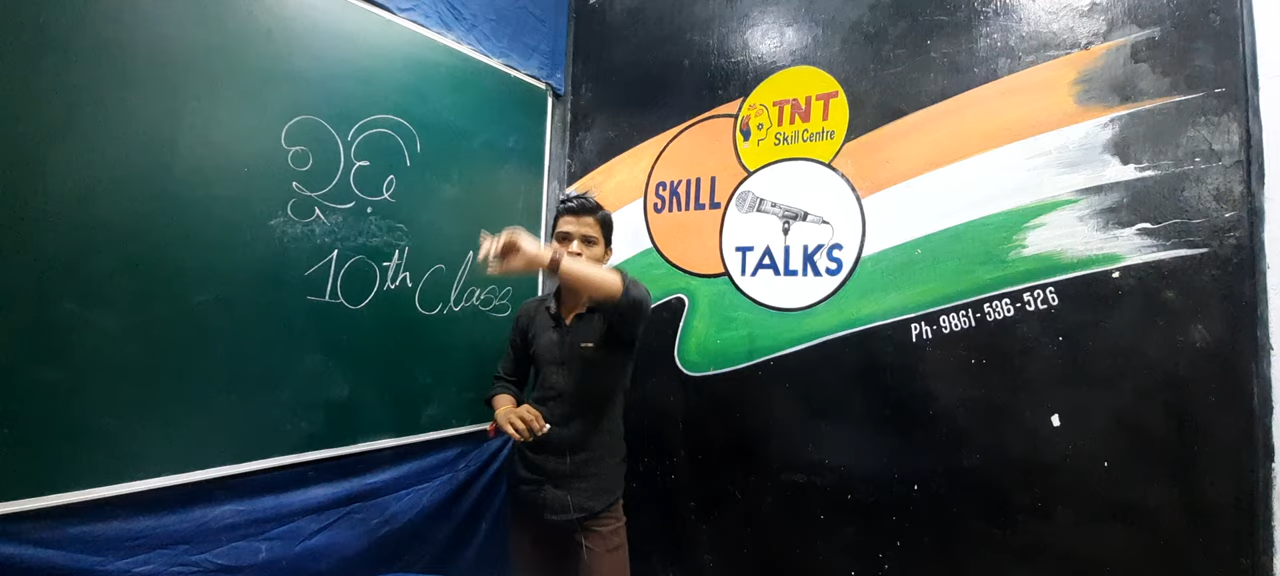 ରୂଢ଼ି
10th Class
TNT
Skill Centre
SKILL
TALKS
Ph-9861-536-526